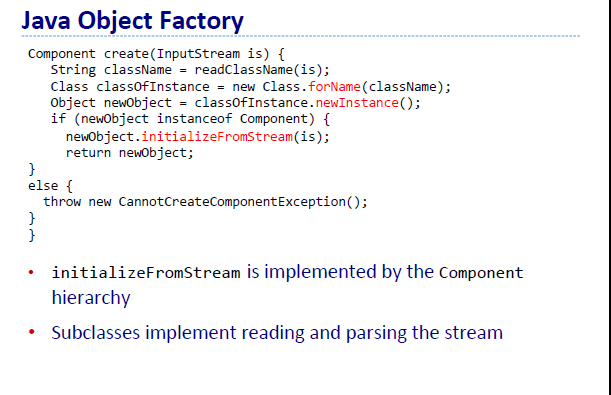 Java Object Factory
Component create(InputStream is) {
String className = readClassName(is);
Class classOfInstance = new Class.forName(className);
Object newObject = classOfInstance.newInstance();
if (newObject instanceof Component) {
newObject.initializeFromStream(is);
return newObject;
}
else {
throw new CannotCreateComponentException();
}
}
• initializeFromStream is implemented by the Component
hierarchy
• Subclasses implement reading and parsing the stream